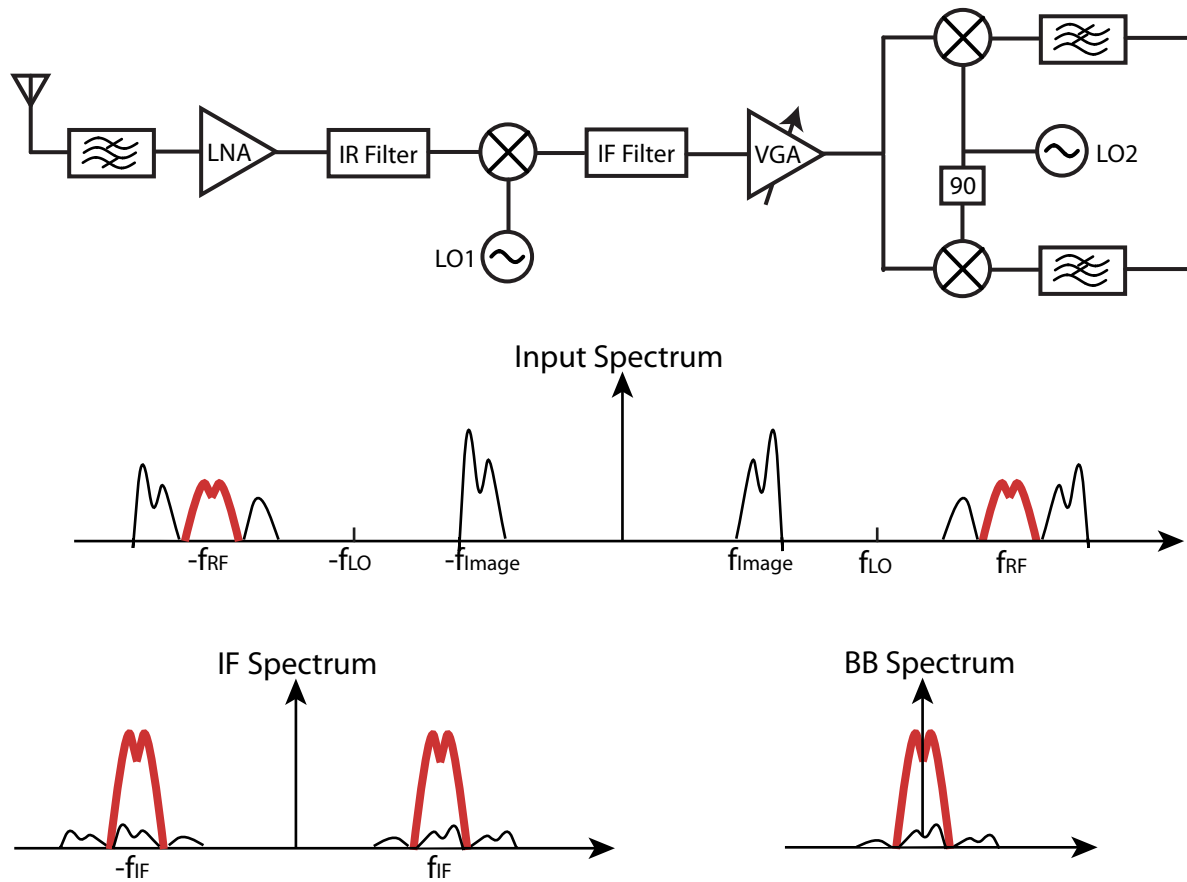 LNA
IR Filter
IF Filter
VGA
LO1
90
LO2
Input Spectrum
-fRF
-fLO
-fImage
fImage
fLO
fRF
IF Spectrum
BB Spectrum
-fIF
fIF